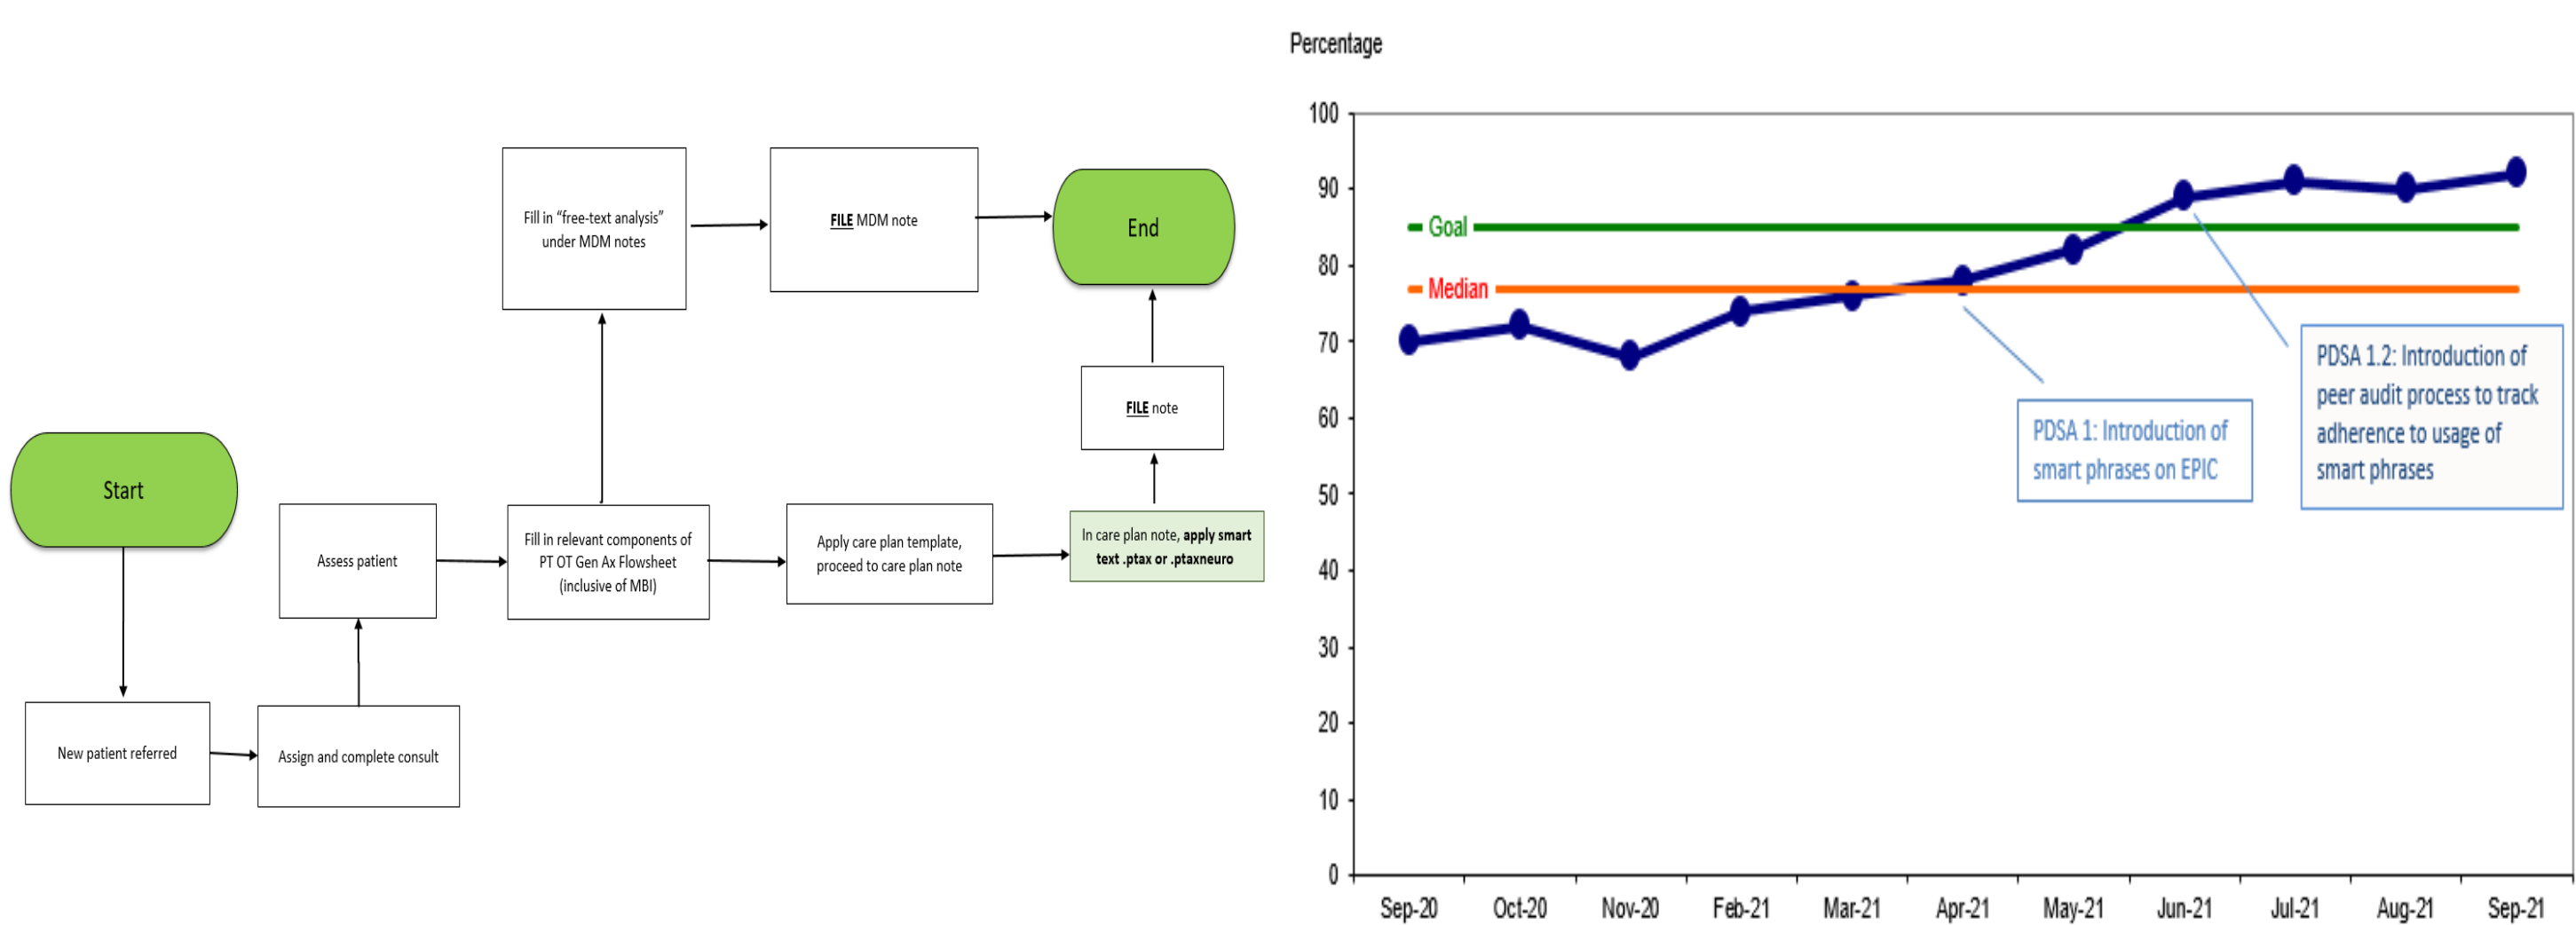 Fill in “free-text analysis”
under MDM notes
FILE MDM note
End
FILE note
Start
Assess patient
Fill in relevant components of
PT OT Gen Ax Flowsheet
(inclusive of MBI)
Apply care plan template,
proceed to care plan note
In care plan note, apply smart
text .ptax or .ptaxneuro
New patient referred
Assign and complete consult
Percentage
100
90
80
70
60
50
40
30
20
10
0
Goal
Median
PDSA 1: Introduction of
smart phrases on EPIC
PDSA 1.2: Introduction of
peer audit process to track
adherence to usage of
smart phrases
Sep-20 Oct-20 Nov-20 Feb-21 Mar-21 Apr-21 May-21 Jun-21 Jul-21 Aug-21 Sep-21